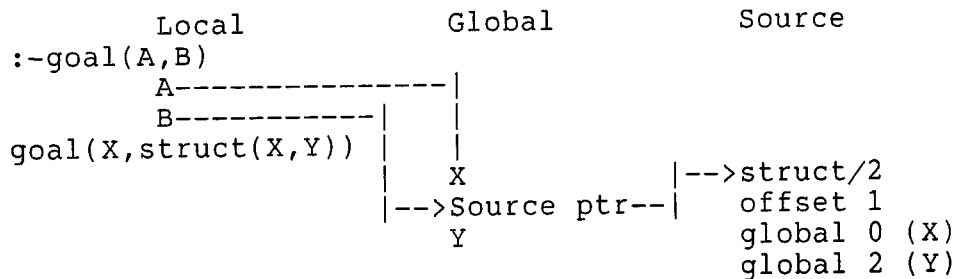 Local Global Source
:-goal(A,B)
A---------------|
B-----------| |
goal(X,struct(X,Y)) | |
| X |-->struct/2
|-->Source ptr--| offset 1
Y global 0 (X)
global 2 (Y)